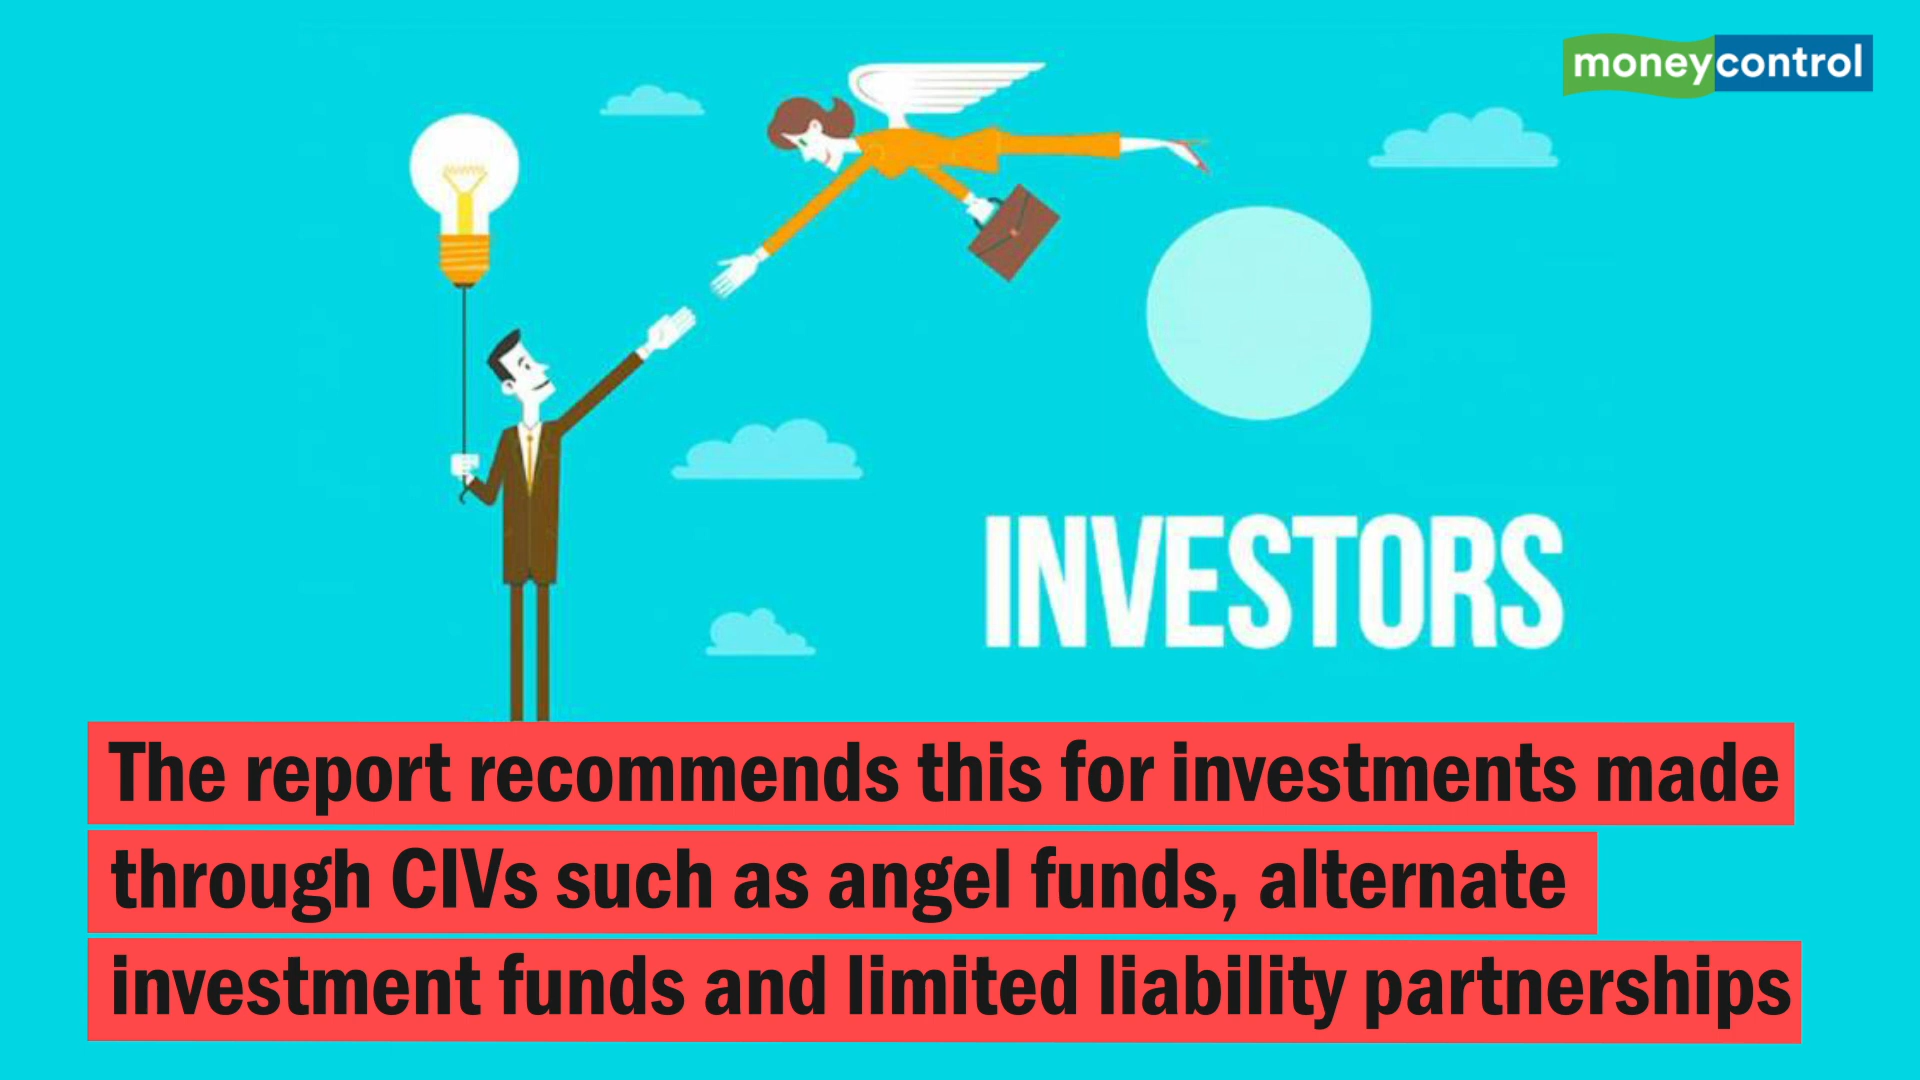 moneycontrol
INVESTORS
The report recommends this for investments made
through CIVs such as angel funds, alternate
investment funds and limited liability partnerships